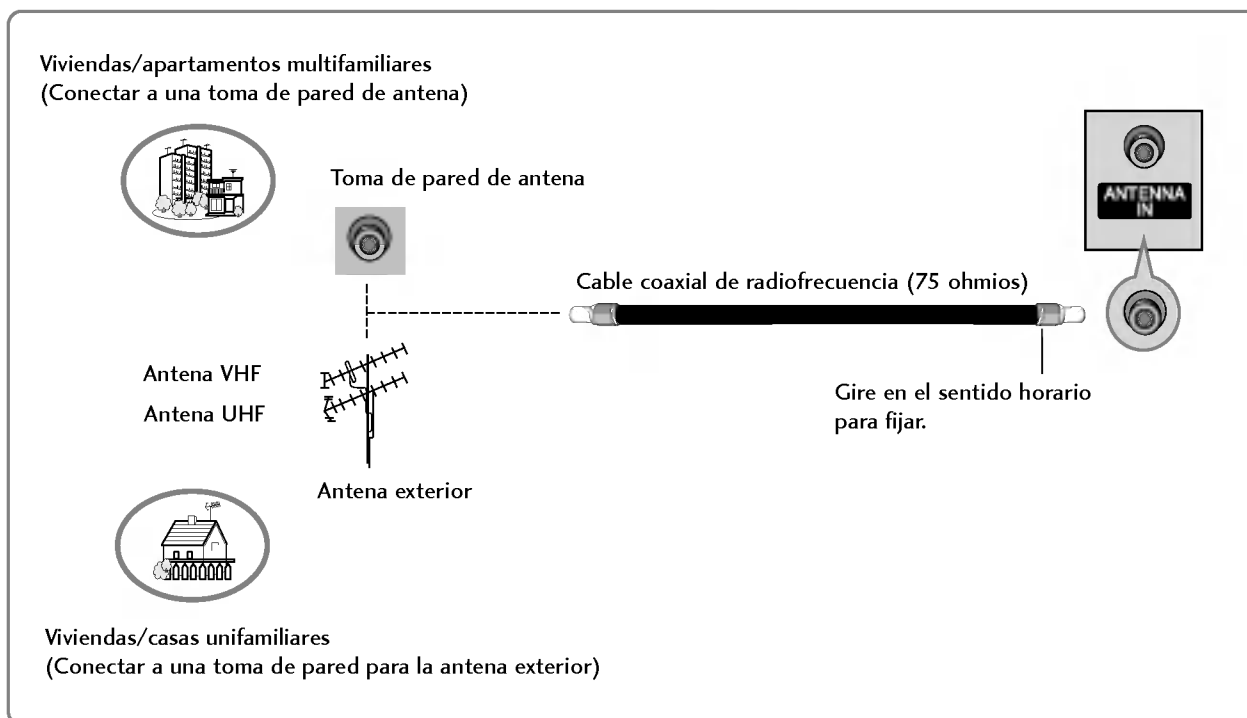 Viviendas/apartamentos multifamiliares
(Conectar a una toma de pared de antena)
Toma de pared de antena
ANTENNA
IN
Cable coaxial de radiofrecuencia (75 ohmios)
Antena VHF
Antena UHF
Gire en el sentido horario
para fijar.
Antena exterior
Viviendas/casas unifamiliares
(Conectar a una toma de pared para la antena exterior)